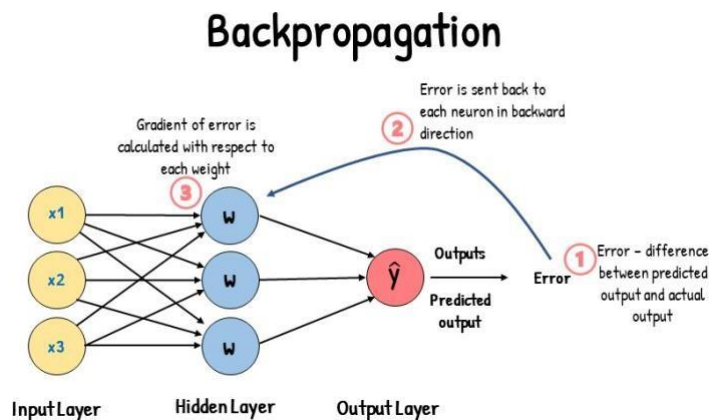 Backpropagation
Error is sent back to
each neuron in backward
direction
2
Gradient of error is
calculated with respect to
each weight
3
x1
x2
x3
w
w
w
ŷ
Outputs
Predicted
output
Error
1
Error - difference
between predicted
output and actual
output
Input Layer
Hidden Layer
Output Layer